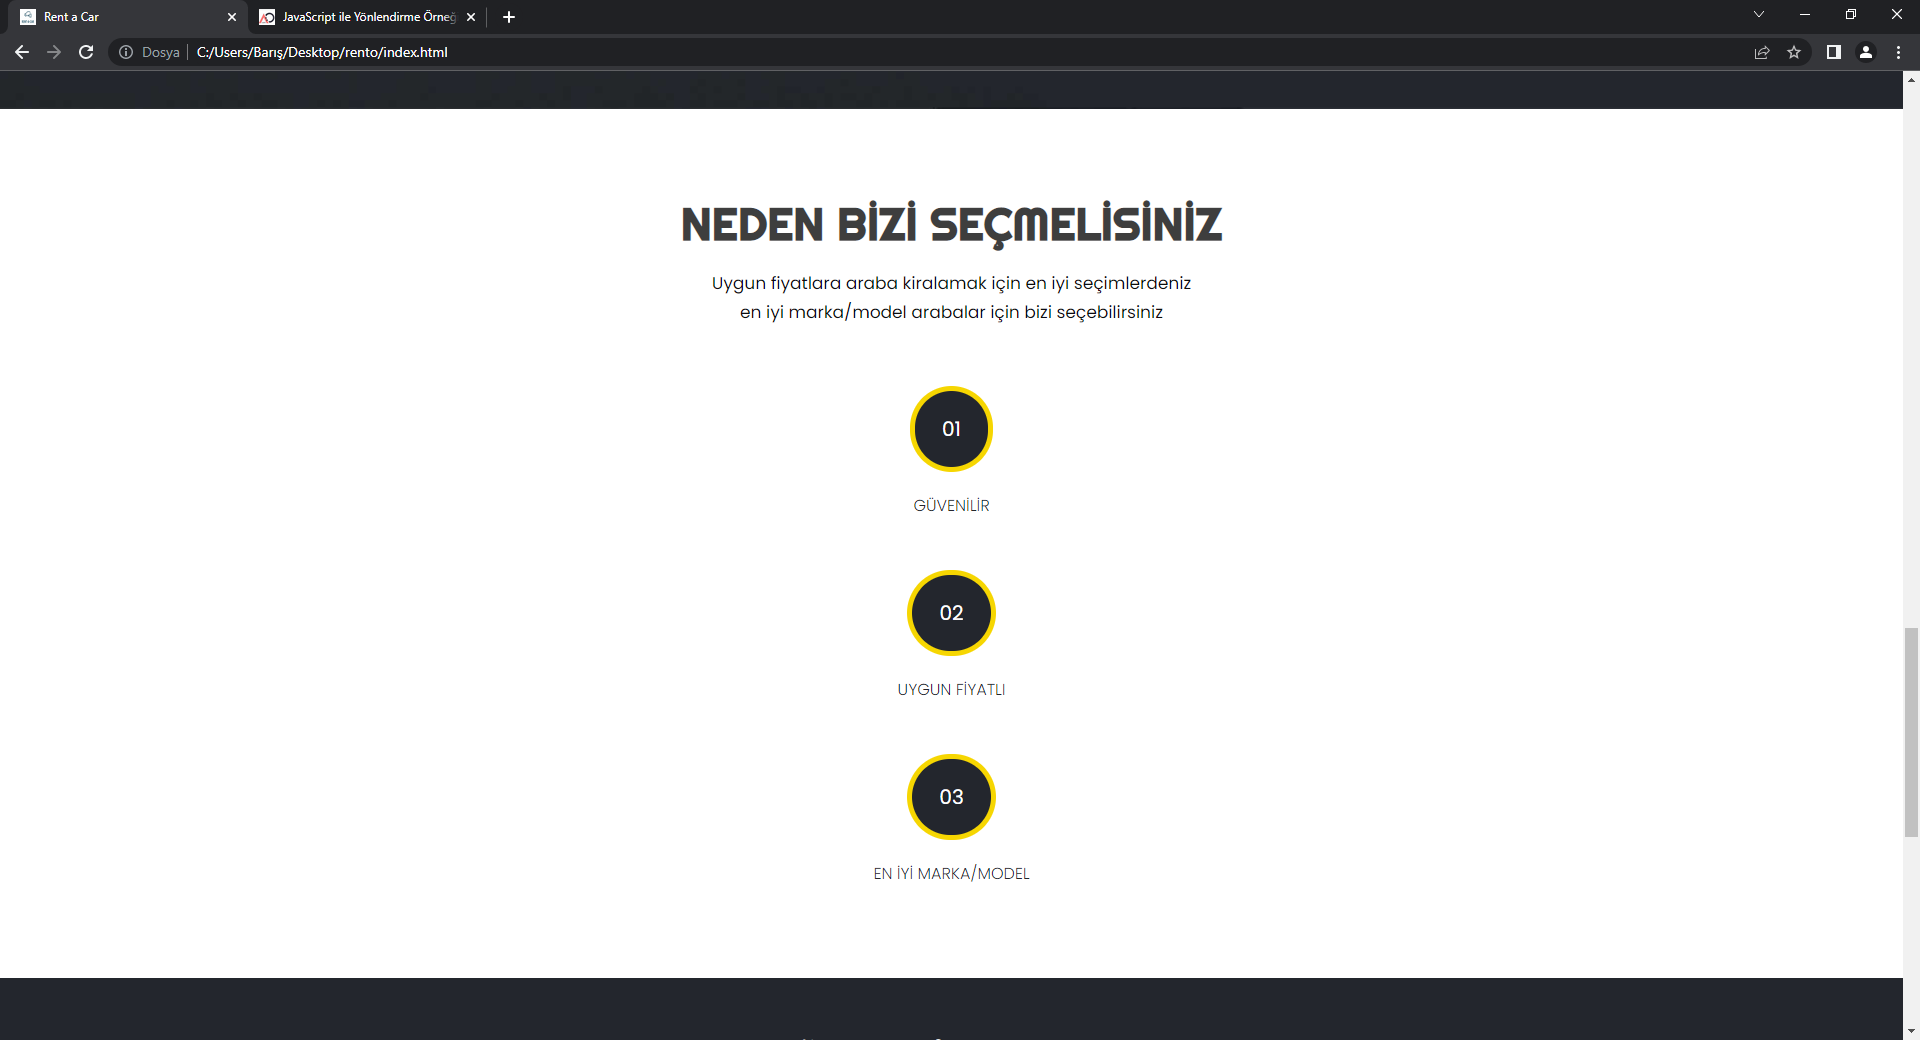 Rent a Car
JavaScript ile Yönlendirme Örneğ
Dosya
C:/Users/Barış/Desktop/rento/index.html
NEDEN BİZİ SEÇMELİSİNİZ
Uygun fiyatlara araba kiralamak için en iyi seçimlerdeniz
en iyi marka/model arabalar için bizi seçebilirsiniz
01
GÜVENİLİR
02
UYGUN FİYATLI
03
EN İYİ MARKA/MODEL